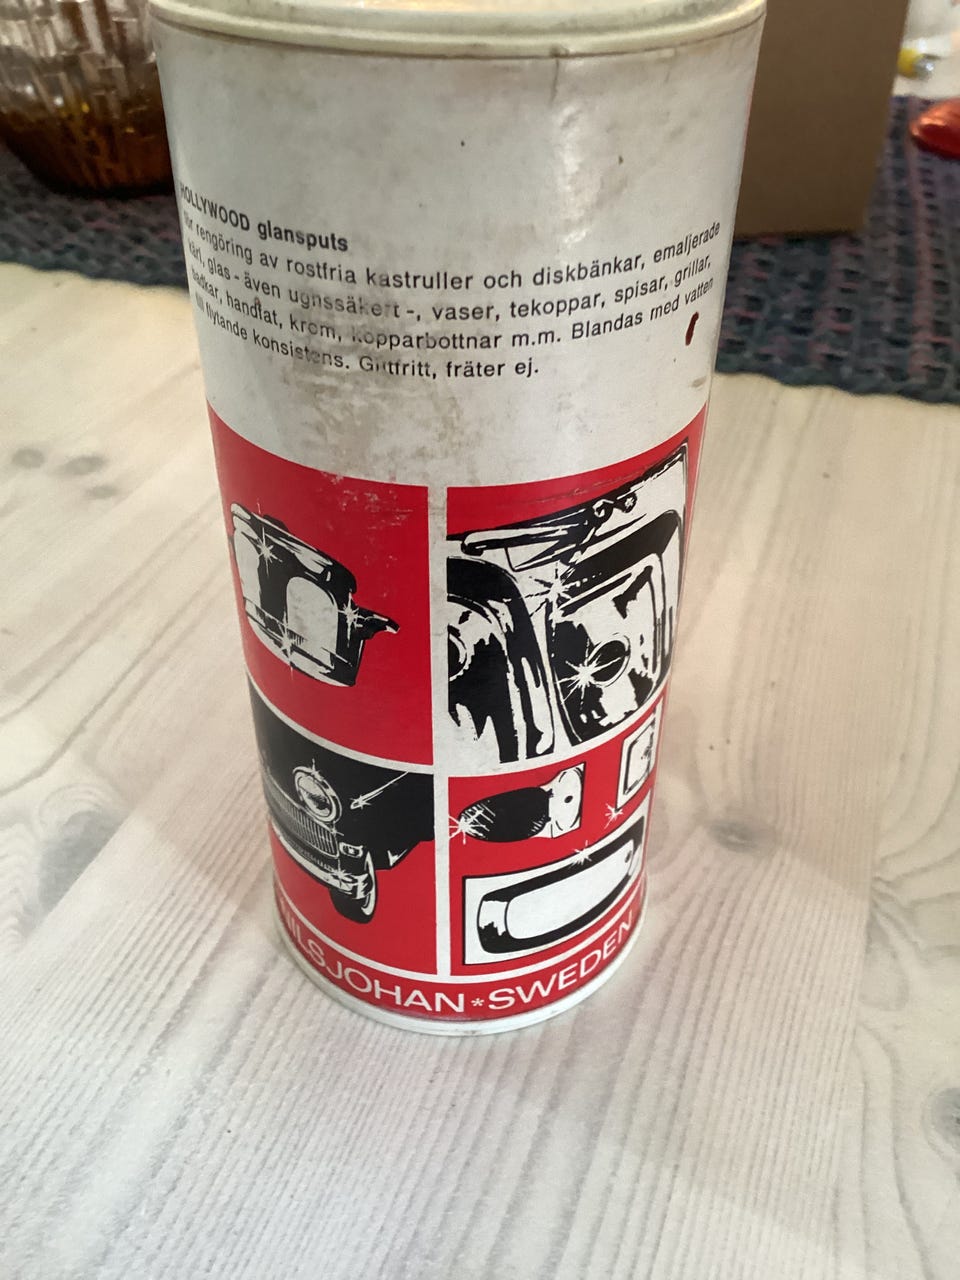 HOLLYWOOD glansputs
för rengöring av rostfria kastruller och diskbänkar, emaljerade
kärl, glas - även ugnssäkert -, vaser, tekoppar, spisar, grillar,
badkar, handfat, krom, kopparbottnar m.m. Blandas med vatten
till flytande konsistens. Giftfritt, fräter ej.
NILSJOHAN * SWEDEN